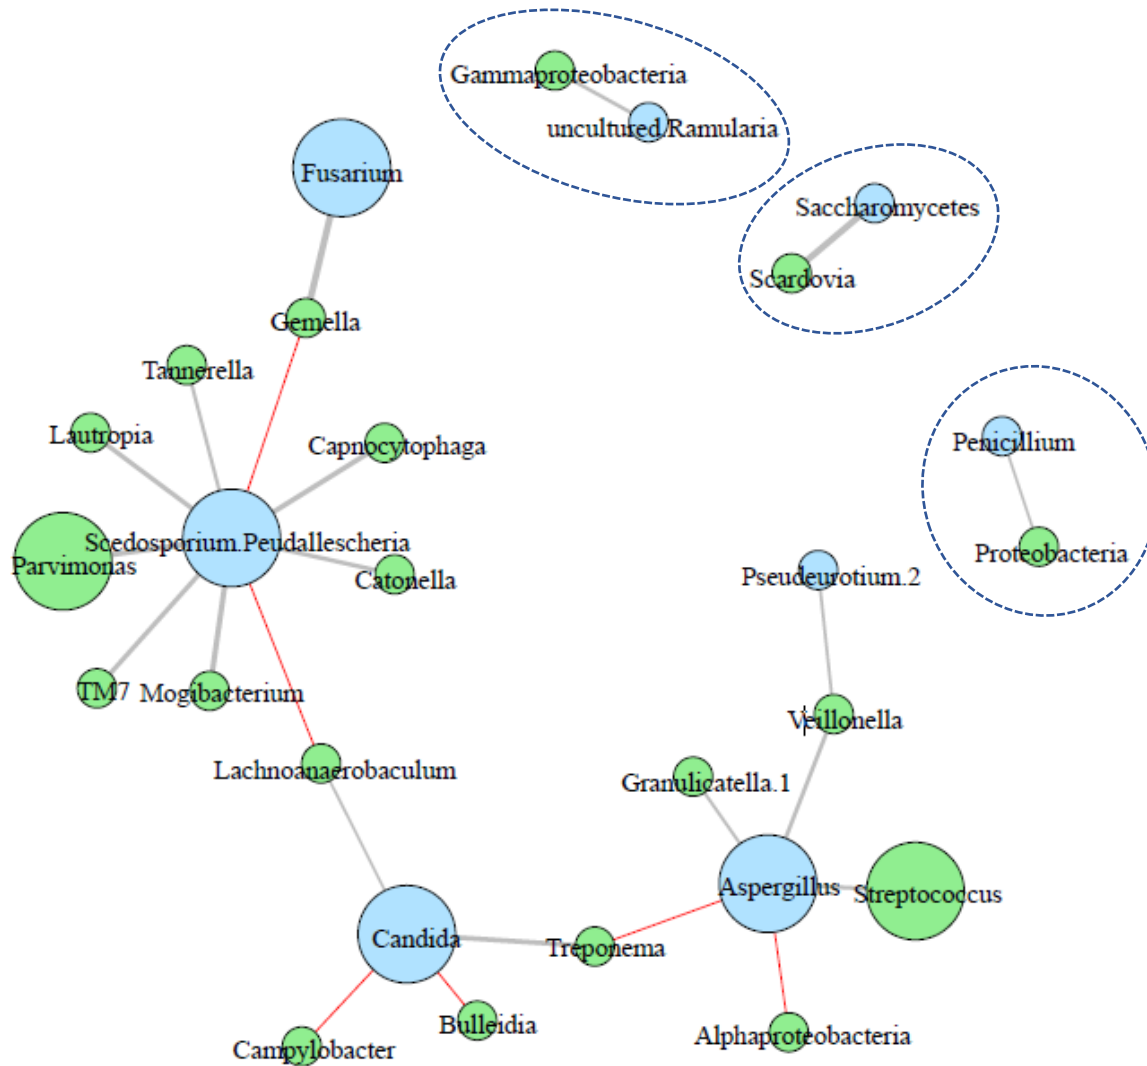 Gammaproteobacteria
uncultured Ramularia
Fusarium
Saccharomycetes
Scardovia
Gemella
Tannerella
Lautropia
Capnocytophaga
Penicillium
Scedosporium.Peudallescheria
Proteobacteria
Parvimonas
Catonella
Pseudeurotium.2
TM7
Mogibacterium
Veillonella
Lachnoanaerobaculum
Granulicatella.1
Aspergillus
Streptococcus
Candida
Treponema
Bulleidia
Alphaproteobacteria
Campylobacter